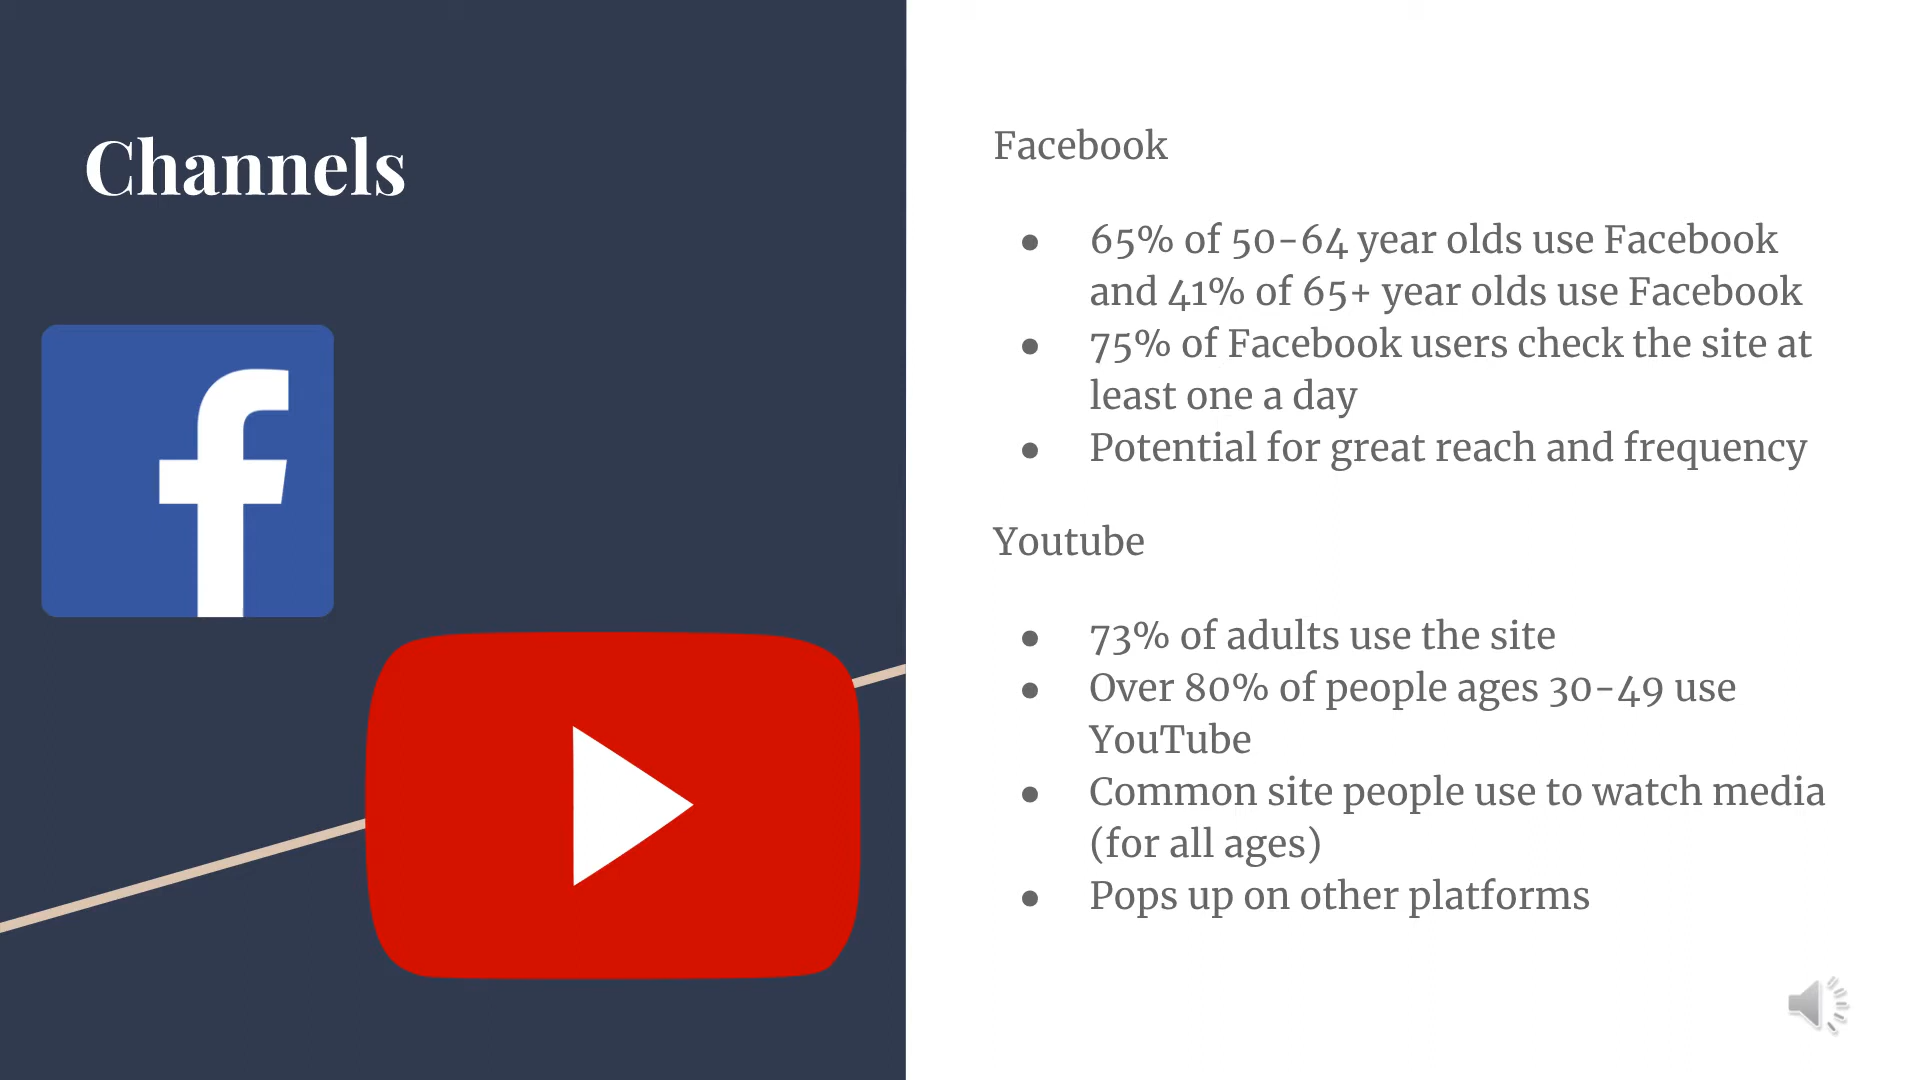 Channels
Facebook
● 65% of 50-64 year olds use Facebook
and 41% of 65+ year olds use Facebook
● 75% of Facebook users check the site at
least one a day
● Potential for great reach and frequency
Youtube
● 73% of adults use the site
● Over 80% of people ages 30-49 use
YouTube
● Common site people use to watch media
(for all ages)
● Pops up on other platforms